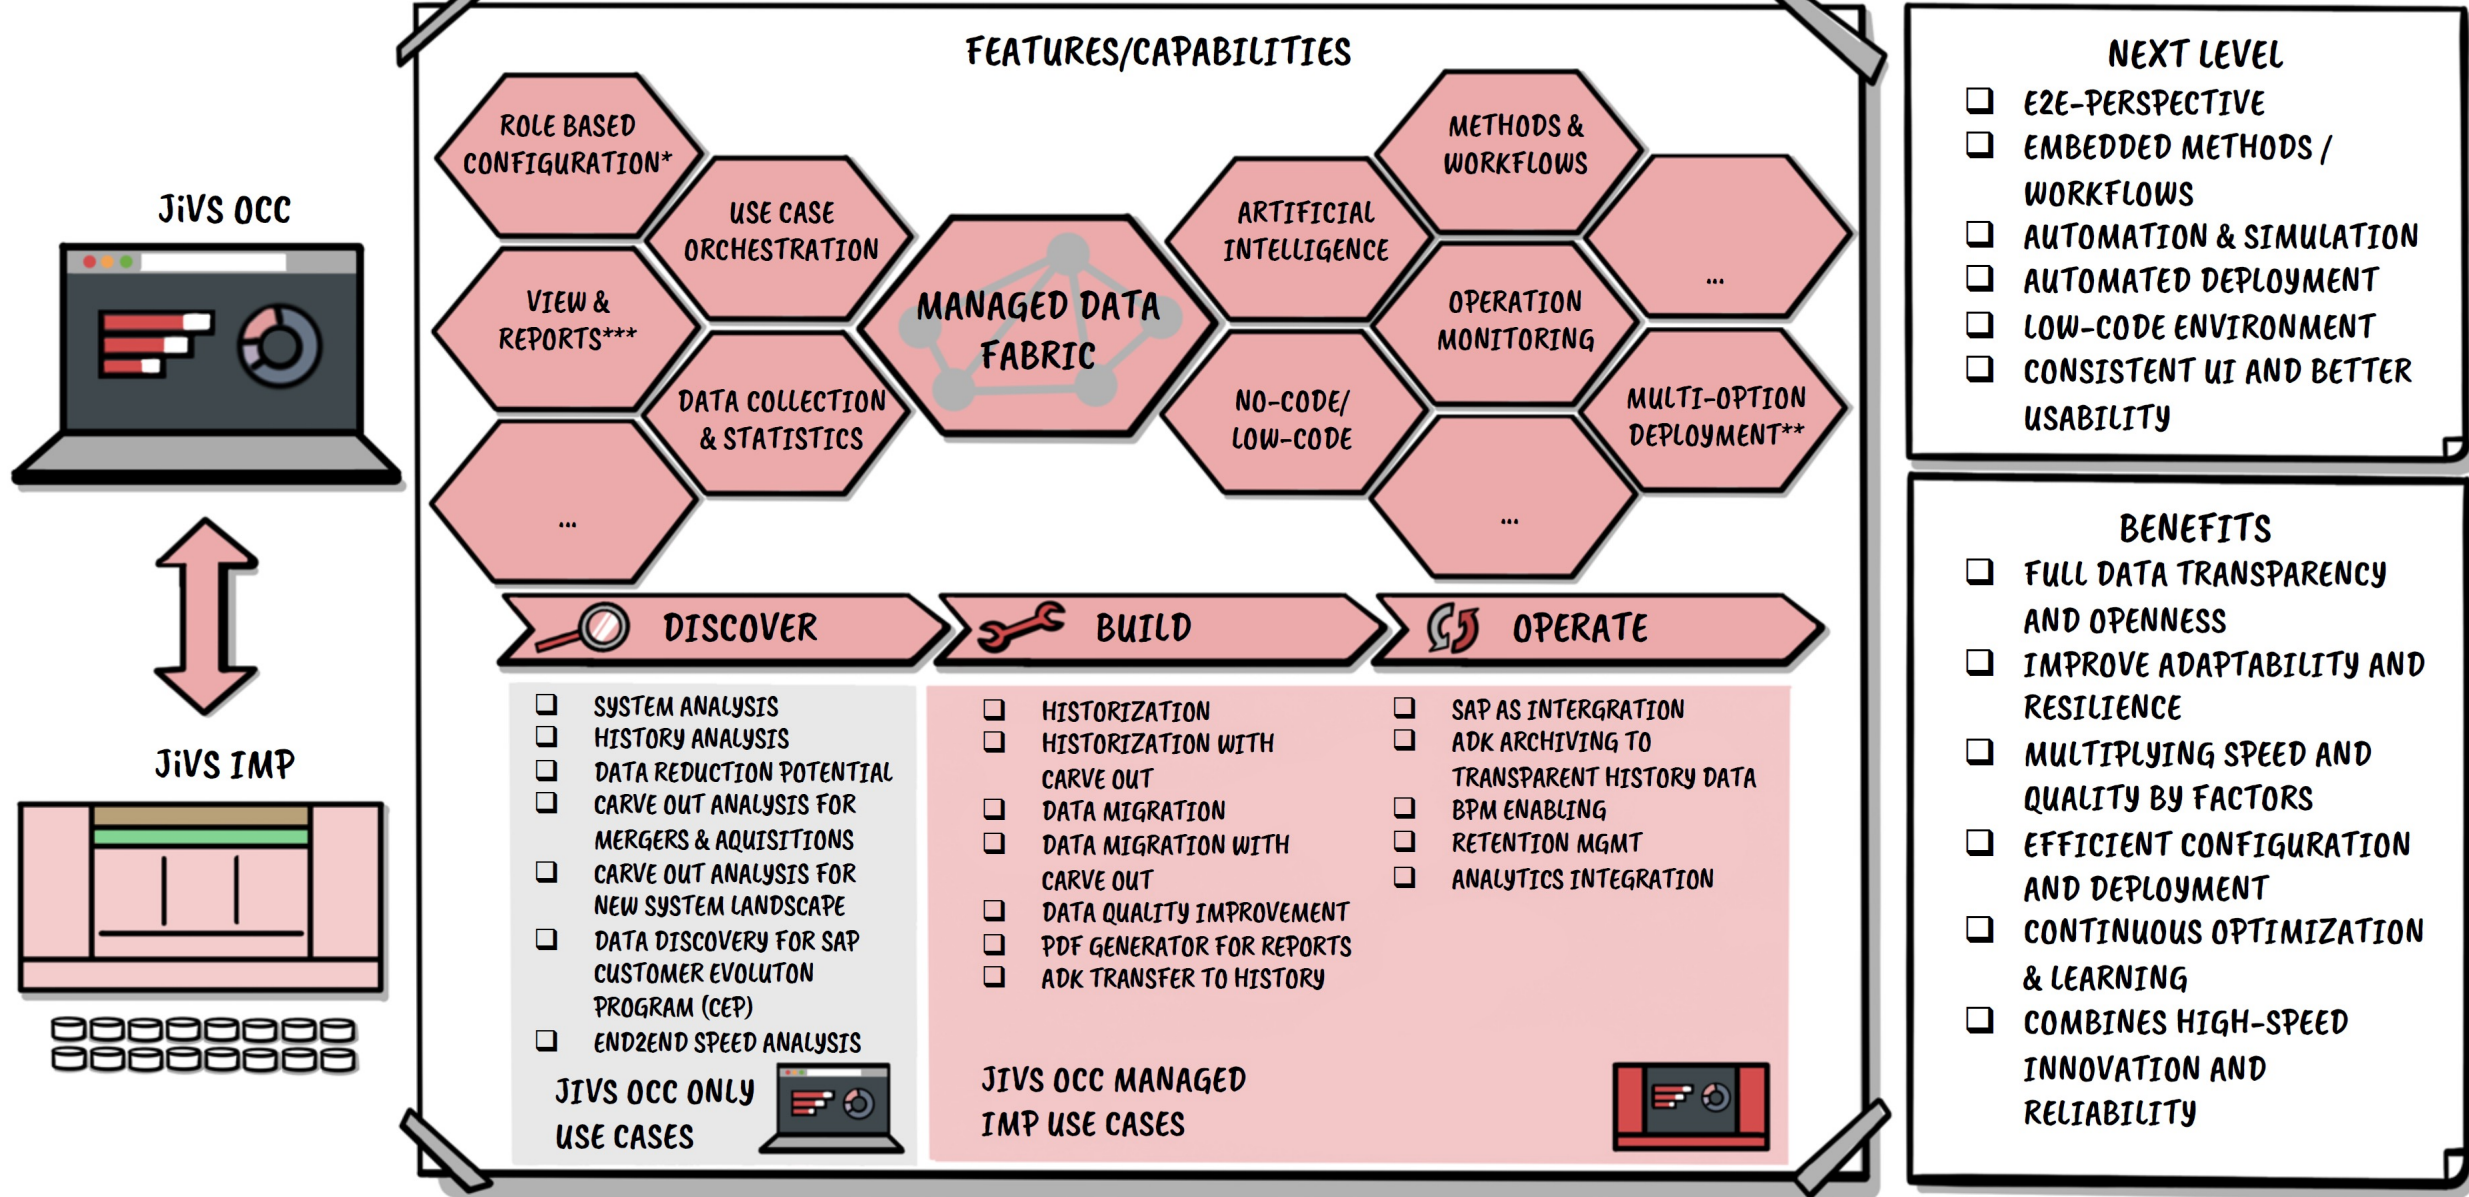 JiVS OCC
JiVS IMP
FEATURES/CAPABILITIES
ROLE BASED
CONFIGURATION*
USE CASE
ORCHESTRATION
VIEW &
REPORTS***
DATA COLLECTION
& STATISTICS
...
MANAGED DATA
FABRIC
ARTIFICIAL
INTELLIGENCE
METHODS &
WORKFLOWS
...
OPERATION
MONITORING
NO-CODE/
LOW-CODE
MULTI-OPTION
DEPLOYMENT**
...
DISCOVER
❑ SYSTEM ANALYSIS
❑ HISTORY ANALYSIS
❑ DATA REDUCTION POTENTIAL
❑ CARVE OUT ANALYSIS FOR
MERGERS & AQUISITIONS
❑ CARVE OUT ANALYSIS FOR
NEW SYSTEM LANDSCAPE
❑ DATA DISCOVERY FOR SAP
CUSTOMER EVOLUTON
PROGRAM (CEP)
❑ END2END SPEED ANALYSIS
JIVS OCC ONLY
USE CASES
BUILD
❑ HISTORIZATION
❑ HISTORIZATION WITH
CARVE OUT
❑ DATA MIGRATION
❑ DATA MIGRATION WITH
CARVE OUT
❑ DATA QUALITY IMPROVEMENT
❑ PDF GENERATOR FOR REPORTS
❑ ADK TRANSFER TO HISTORY
OPERATE
❑ SAP AS INTERGRATION
❑ ADK ARCHIVING TO
TRANSPARENT HISTORY DATA
❑ BPM ENABLING
❑ RETENTION MGMT
❑ ANALYTICS INTEGRATION
JIVS OCC MANAGED
IMP USE CASES
NEXT LEVEL
❑ E2E-PERSPECTIVE
❑ EMBEDDED METHODS /
WORKFLOWS
❑ AUTOMATION & SIMULATION
❑ AUTOMATED DEPLOYMENT
❑ LOW-CODE ENVIRONMENT
❑ CONSISTENT UI AND BETTER
USABILITY
BENEFITS
❑ FULL DATA TRANSPARENCY
AND OPENNESS
❑ IMPROVE ADAPTABILITY AND
RESILIENCE
❑ MULTIPLYING SPEED AND
QUALITY BY FACTORS
❑ EFFICIENT CONFIGURATION
AND DEPLOYMENT
❑ CONTINUOUS OPTIMIZATION
& LEARNING
❑ COMBINES HIGH-SPEED
INNOVATION AND
RELIABILITY